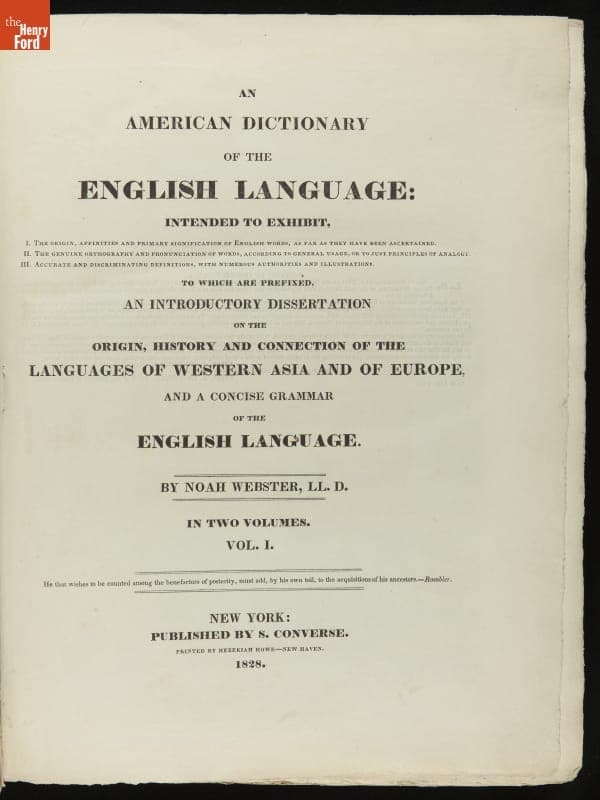 the
Henry
Ford
AN
AMERICAN DICTIONARY
OF THE
ENGLISH LANGUAGE:
INTENDED TO EXHIBIT,
I. THE ORIGIN, AFFINITIES AND PRIMARY SIGNIFICATION OF ENGLISH WORDS, AS FAR AS THEY HAVE BEEN ASCERTAINED.
II. THE GENUINE ORTHOGRAPHY AND PRONUNCIATION OF WORDS, ACCORDING TO GENERAL USAGE, OR TO JUST PRINCIPLES OF ANALOGY.
III. ACCURATE AND DISCRIMINATING DEFINITIONS, WITH NUMEROUS AUTHORITIES AND ILLUSTRATIONS.
TO WHICH ARE PREFIXED,
AN INTRODUCTORY DISSERTATION
ON THE
ORIGIN, HISTORY AND CONNECTION OF THE
LANGUAGES OF WESTERN ASIA AND OF EUROPE,
AND A CONCISE GRAMMAR
OF THE
ENGLISH LANGUAGE.
BY NOAH WEBSTER, LL. D.
IN TWO VOLUMES.
VOL. I.
He that wishes to be counted among the benefactors of posterity, must add, by his own toil, to the acquisitions of his ancestors.—Rambler.
NEW YORK:
PUBLISHED BY S. CONVERSE.
PRINTED BY HEZEKIAH HOWE—NEW HAVEN.
1828.